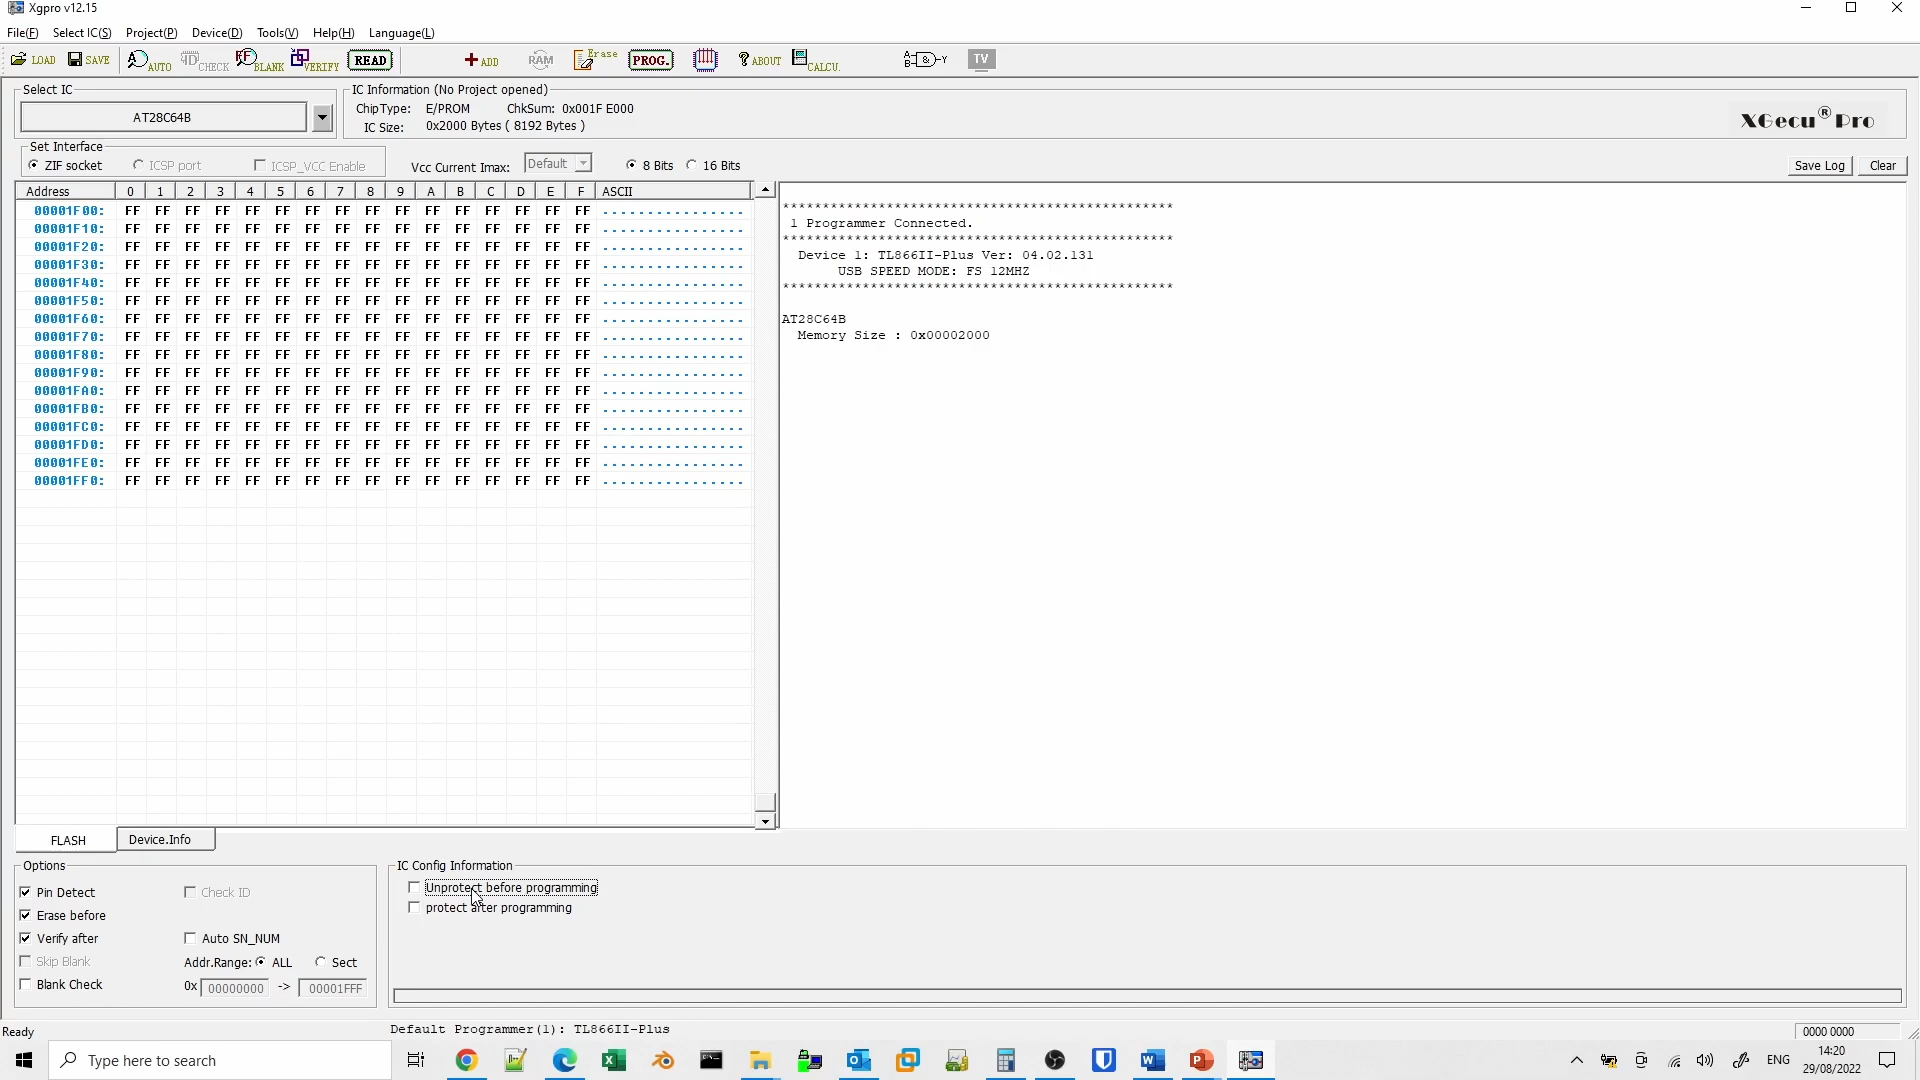 Xgpro v12.15
File(F) Select IC(S) Project(P) Device(D) Tools(V) Help(H) Language(L)
LOAD SAVE AUTO CHECK BLANK VERIFY READ ADD RAM Erase PROG. ABOUT CALCU. TV
Select IC
AT28C64B
IC Information (No Project opened)
ChipType: E/PROM ChkSum: 0x001F E000
IC Size: 0x2000 Bytes ( 8192 Bytes )
XGecu® Pro
Set Interface
ZIF socket ICSP port ICSP_VCC Enable Vcc Current Imax: Default 8 Bits 16 Bits
Save Log Clear
Address 0 1 2 3 4 5 6 7 8 9 A B C D E F ASCII
00001F00: FF FF FF FF FF FF FF FF FF FF FF FF FF FF FF FF ................
00001F10: FF FF FF FF FF FF FF FF FF FF FF FF FF FF FF FF ................
00001F20: FF FF FF FF FF FF FF FF FF FF FF FF FF FF FF FF ................
00001F30: FF FF FF FF FF FF FF FF FF FF FF FF FF FF FF FF ................
00001F40: FF FF FF FF FF FF FF FF FF FF FF FF FF FF FF FF ................
00001F50: FF FF FF FF FF FF FF FF FF FF FF FF FF FF FF FF ................
00001F60: FF FF FF FF FF FF FF FF FF FF FF FF FF FF FF FF ................
00001F70: FF FF FF FF FF FF FF FF FF FF FF FF FF FF FF FF ................
00001F80: FF FF FF FF FF FF FF FF FF FF FF FF FF FF FF FF ................
00001F90: FF FF FF FF FF FF FF FF FF FF FF FF FF FF FF FF ................
00001FA0: FF FF FF FF FF FF FF FF FF FF FF FF FF FF FF FF ................
00001FB0: FF FF FF FF FF FF FF FF FF FF FF FF FF FF FF FF ................
00001FC0: FF FF FF FF FF FF FF FF FF FF FF FF FF FF FF FF ................
00001FD0: FF FF FF FF FF FF FF FF FF FF FF FF FF FF FF FF ................
00001FE0: FF FF FF FF FF FF FF FF FF FF FF FF FF FF FF FF ................
00001FF0: FF FF FF FF FF FF FF FF FF FF FF FF FF FF FF FF ................
*************************************************
1 Programmer Connected.
*************************************************
Device 1: TL866II-Plus Ver: 04.02.131
USB SPEED MODE: FS 12MHZ
*************************************************
AT28C64B
Memory Size : 0x00002000
FLASH Device.Info
Options
Pin Detect Check ID
Erase before
Verify after Auto SN_NUM
Skip Blank Addr.Range: ALL Sect
Blank Check 0x 00000000 -> 00001FFF
IC Config Information
Unprotect before programming
protect after programming
Ready Default Programmer(1): TL866II-Plus 0000 0000
Type here to search
ENG
14:20
29/08/2022